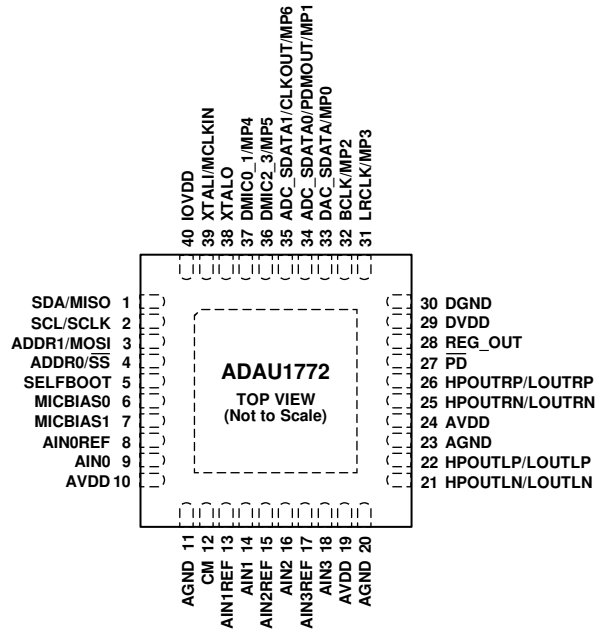 40 IOVDD
39 XTALI/MCLKIN
38 XTALO
37 DMIC0_1/MP4
36 DMIC2_3/MP5
35 ADC_SDATA1/CLKOUT/MP6
34 ADC_SDATA0/PDMOUT/MP1
33 DAC_SDATA/MP0
32 BCLK/MP2
31 LRCLK/MP3
SDA/MISO 1
SCL/SCLK 2
ADDR1/MOSI 3
ADDR0/SS 4
SELFBOOT 5
MICBIAS0 6
MICBIAS1 7
AIN0REF 8
AIN0 9
AVDD 10
ADAU1772
TOP VIEW
(Not to Scale)
30 DGND
29 DVDD
28 REG_OUT
27 PD
26 HPOUTRP/LOUTRP
25 HPOUTRN/LOUTRN
24 AVDD
23 AGND
22 HPOUTLP/LOUTLP
21 HPOUTLN/LOUTLN
AGND 11
CM 12
AIN1REF 13
AIN1 14
AIN2REF 15
AIN2 16
AIN3REF 17
AIN3 18
AVDD 19
AGND 20